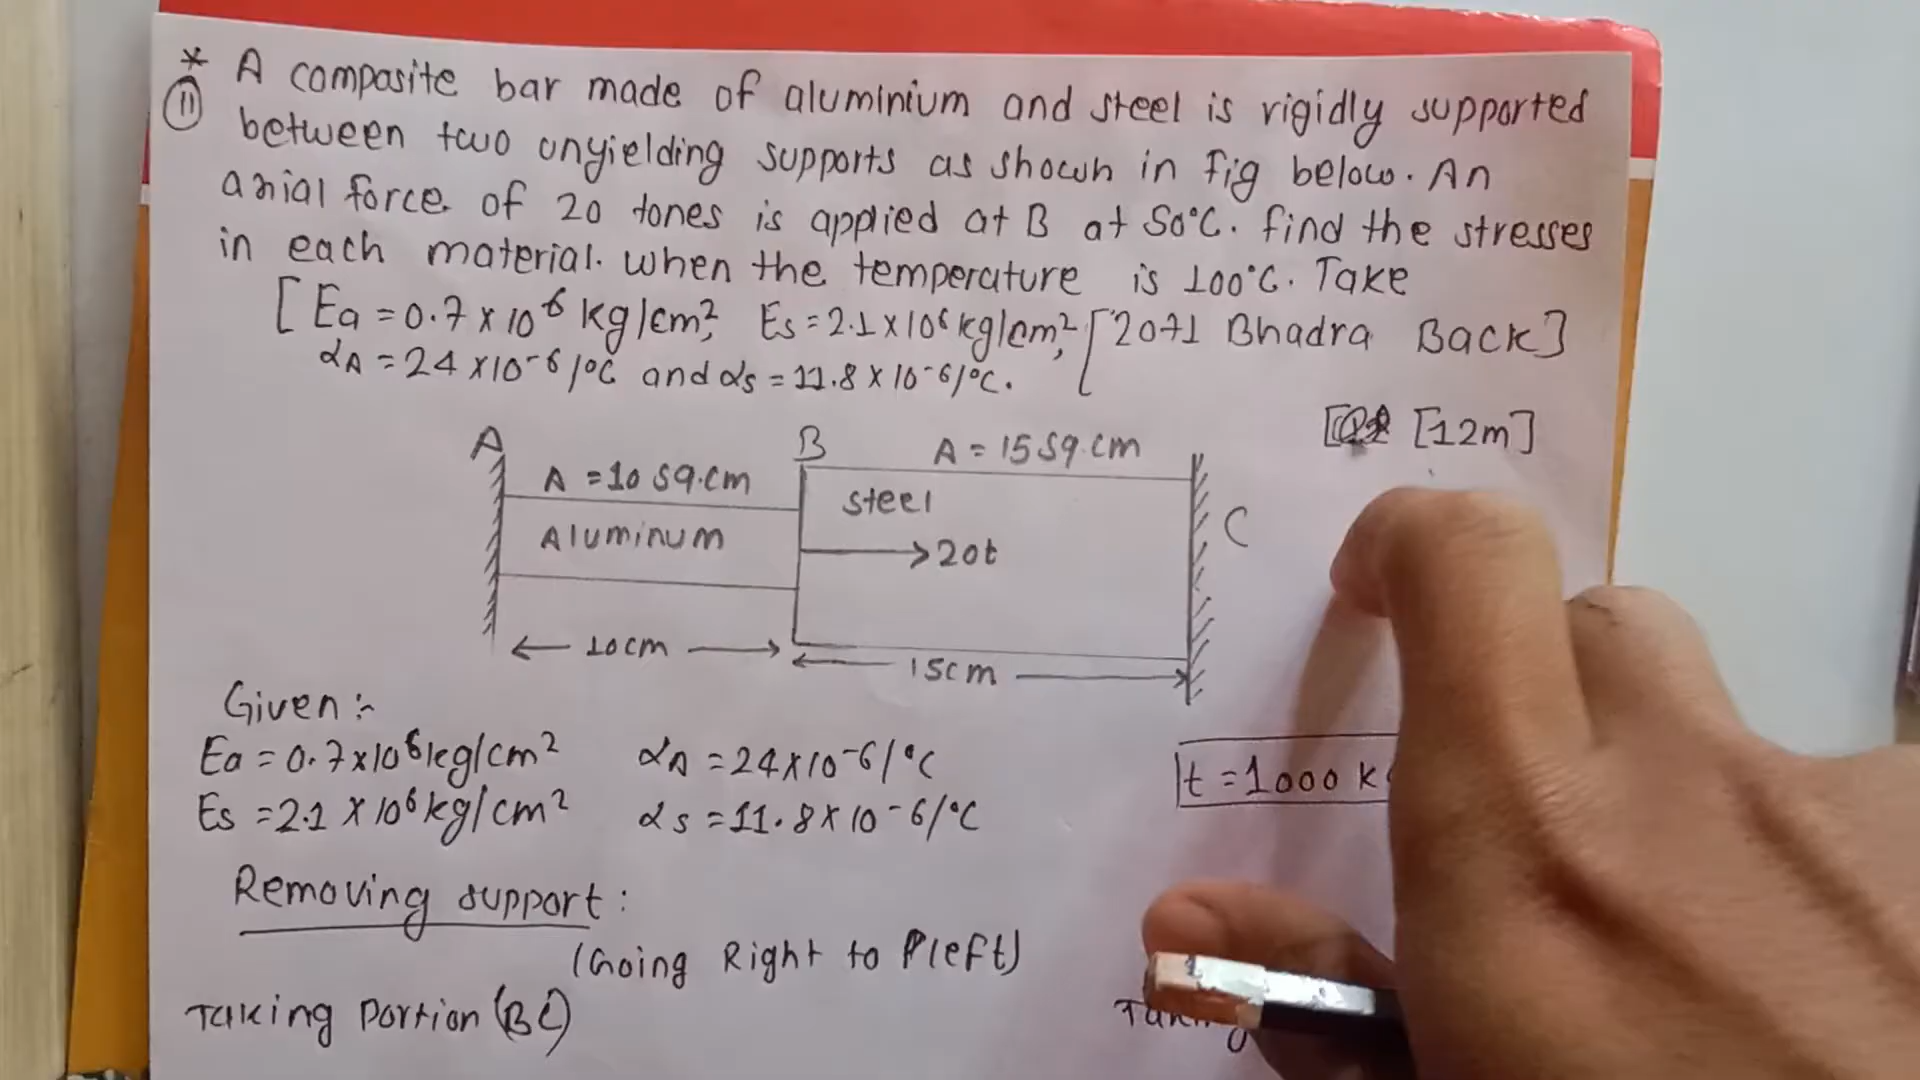 * A composite bar made of aluminium and steel is rigidly supported
(11) between two unyielding supports as shown in fig below. An
axial force of 20 tones is applied at B at 50°C. find the stresses
in each material. when the temperature is 100°C. Take
[Ea = 0.7 × 10^6 kg/cm², Es = 2.1 × 10^6 kg/cm², [2071 Bhadra Back]
αA = 24 × 10^-6/°C and αs = 11.8 × 10^-6/°C.
[12m]
A B A = 15 sq.cm
A = 10 sq.cm
steel
Aluminum
20t
C
10cm
15cm
Given :-
Ea = 0.7×10^6 kg/cm² αA = 24×10^-6/°C
Es = 2.1 × 10^6 kg/cm² αs = 11.8 × 10^-6/°C
t = 1000 k
Removing support :
(Going Right to left)
Taking portion (BC)